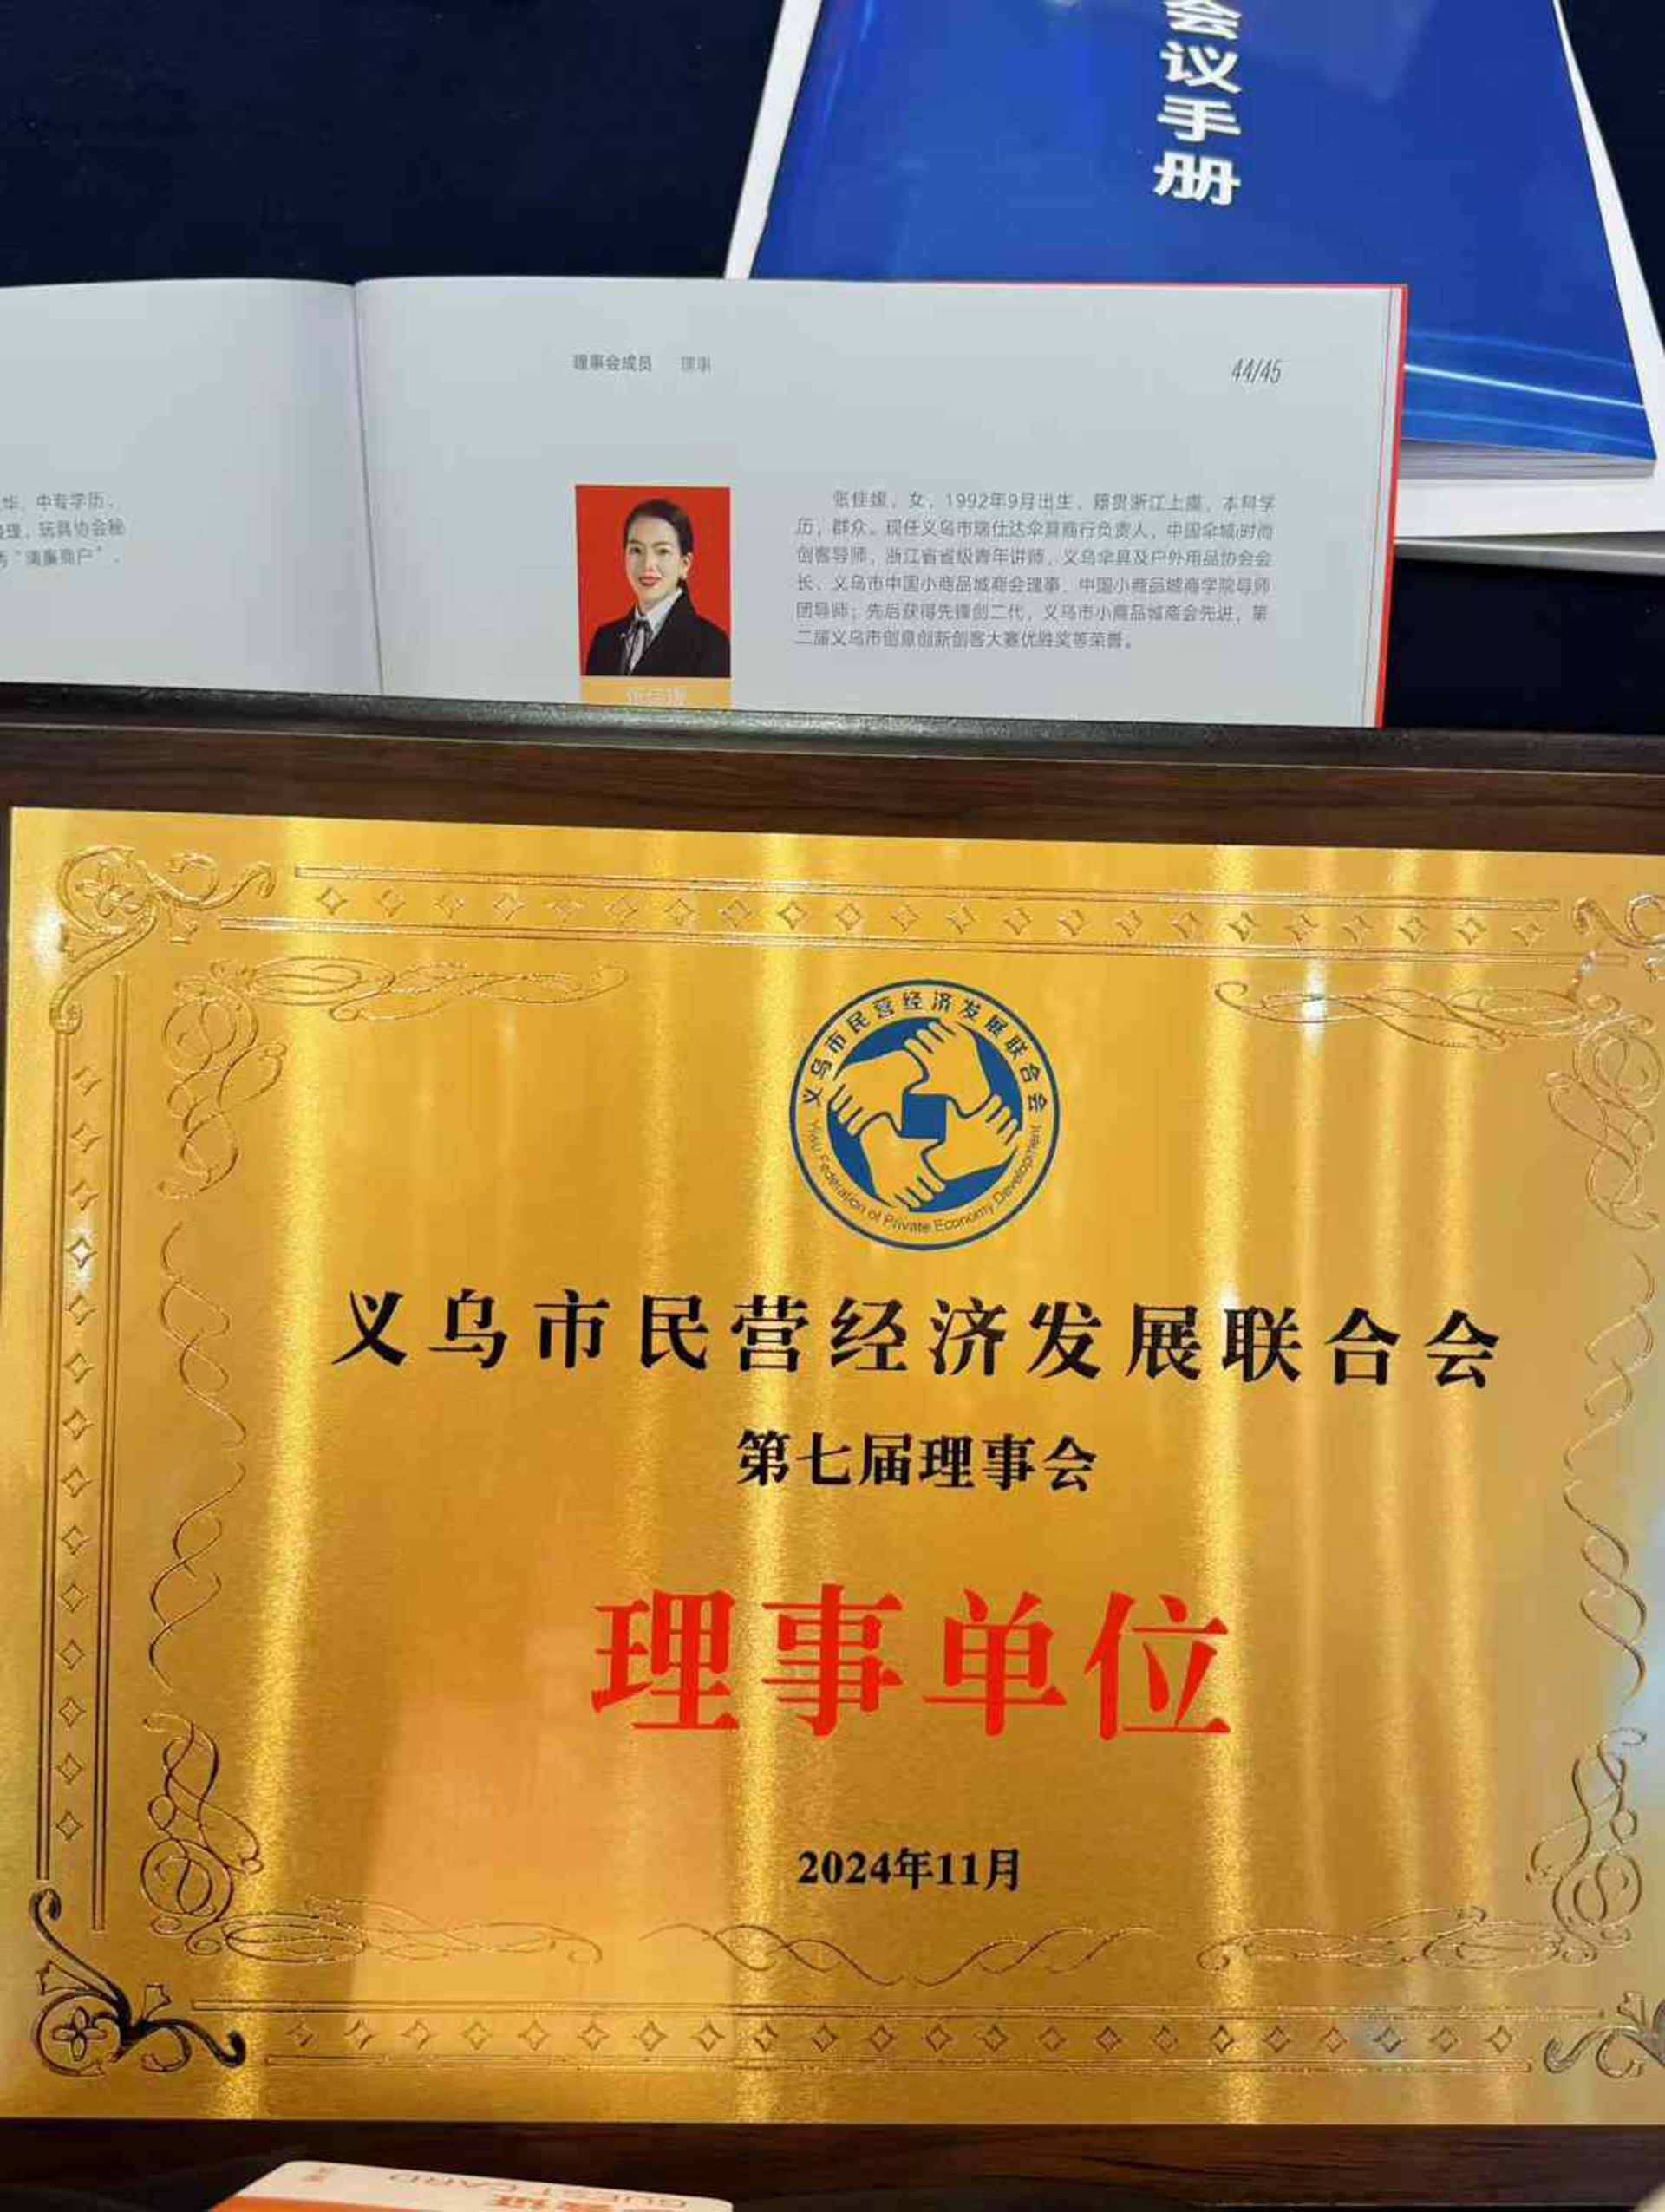 会议手册
理事会成员 理事
44/45
华，中专学历，
经理，玩具协会秘
秀“清廉商户”。
张佳媛，女，1992年9月出生，籍贯浙江上虞，本科学
历，群众。现任义乌市瑞仕达伞具商行负责人，中国伞城时尚
创客导师，浙江省省级青年讲师，义乌伞具及户外用品协会会
长，义乌市中国小商品城商会理事，中国小商品城商学院导师
团导师；先后获得先锋创二代，义乌市小商品城商会先进，第
二届义乌市创意创新创客大赛优胜奖等荣誉。
张佳媛
义乌市民营经济发展联合会
Yiwu Federation of Private Economy Development
义乌市民营经济发展联合会
第七届理事会
理事单位
2024年11月
GUEST CARD